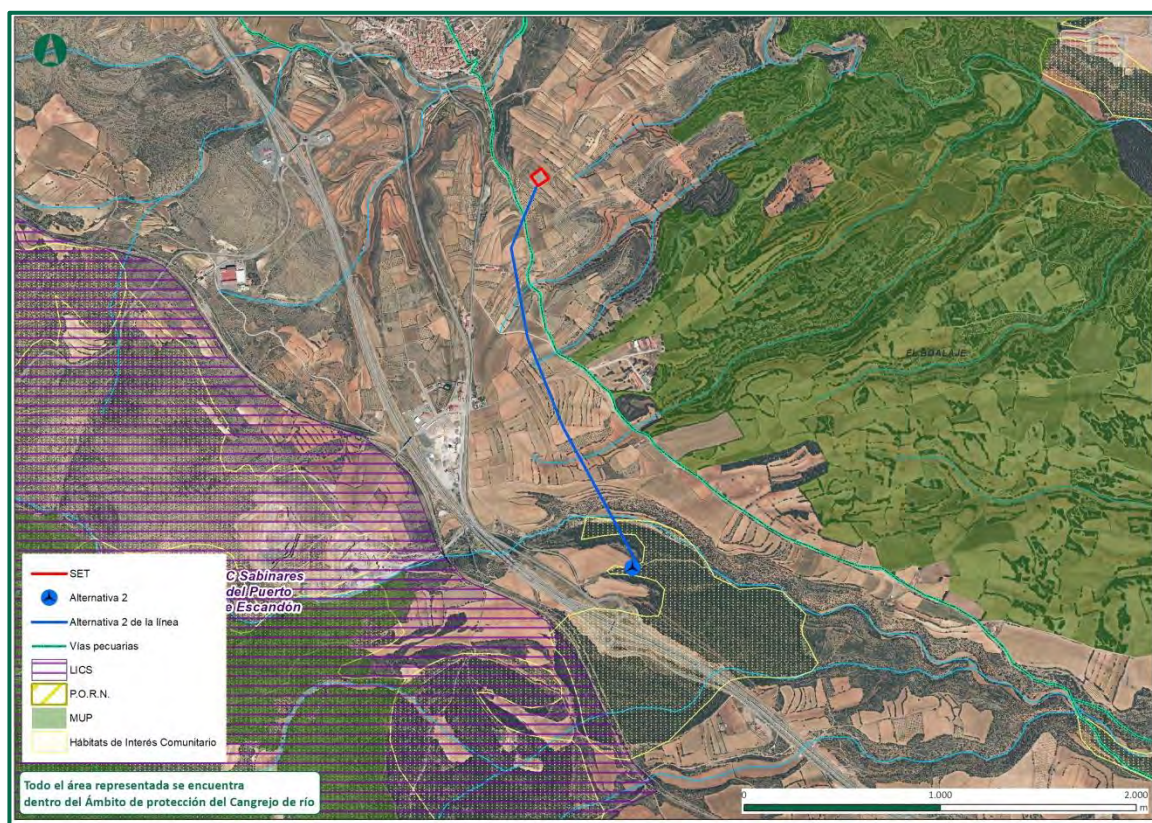 EL BOALAJE
C Sabinares
del Puerto
e Escandón
SET
Alternativa 2
Alternativa 2 de la línea
Vías pecuarias
LICS
P.O.R.N.
MUP
Hábitats de Interés Comunitario
Todo el área representada se encuentra
dentro del Ámbito de protección del Cangrejo de río
0 1.000 2.000
m